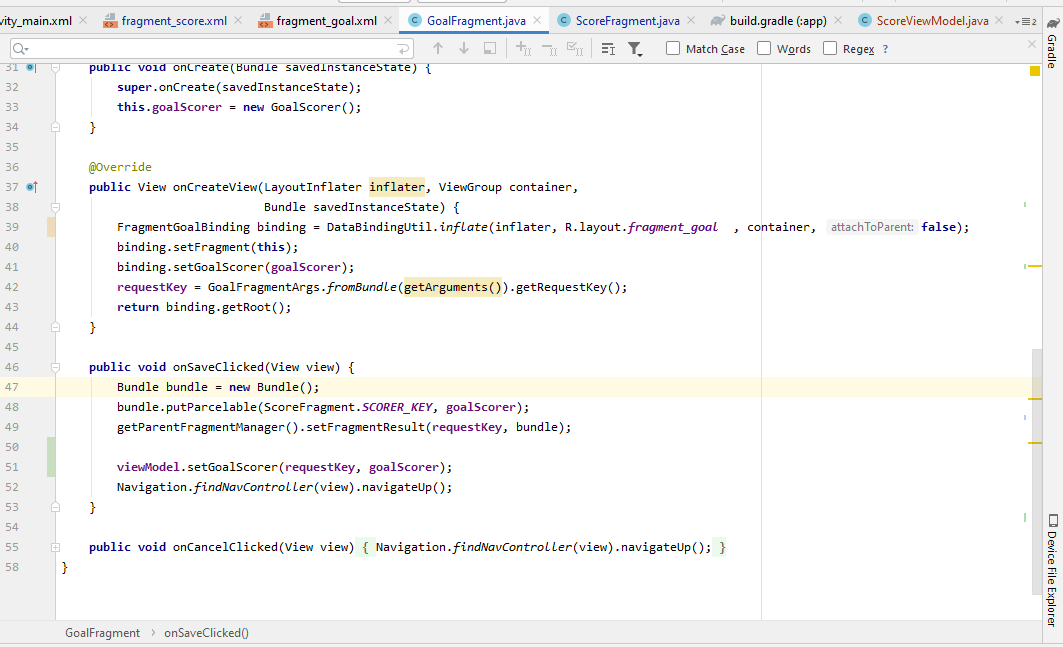 vity_main.xml fragment_score.xml fragment_goal.xml GoalFragment.java ScoreFragment.java build.gradle (:app) ScoreViewModel.java 2
Match Case Words Regex ?
Gradle
31 public void onCreate(Bundle savedInstanceState) {
32 super.onCreate(savedInstanceState);
33 this.goalScorer = new GoalScorer();
34 }
35
36 @Override
37 public View onCreateView(LayoutInflater inflater, ViewGroup container,
38 Bundle savedInstanceState) {
39 FragmentGoalBinding binding = DataBindingUtil.inflate(inflater, R.layout.fragment_goal , container, attachToParent: false);
40 binding.setFragment(this);
41 binding.setGoalScorer(goalScorer);
42 requestKey = GoalFragmentArgs.fromBundle(getArguments()).getRequestKey();
43 return binding.getRoot();
44 }
45
46 public void onSaveClicked(View view) {
47 Bundle bundle = new Bundle();
48 bundle.putParcelable(ScoreFragment.SCORER_KEY, goalScorer);
49 getParentFragmentManager().setFragmentResult(requestKey, bundle);
50
51 viewModel.setGoalScorer(requestKey, goalScorer);
52 Navigation.findNavController(view).navigateUp();
53 }
54
55 public void onCancelClicked(View view) { Navigation.findNavController(view).navigateUp(); }
58 }
Device File Explorer
GoalFragment › onSaveClicked()